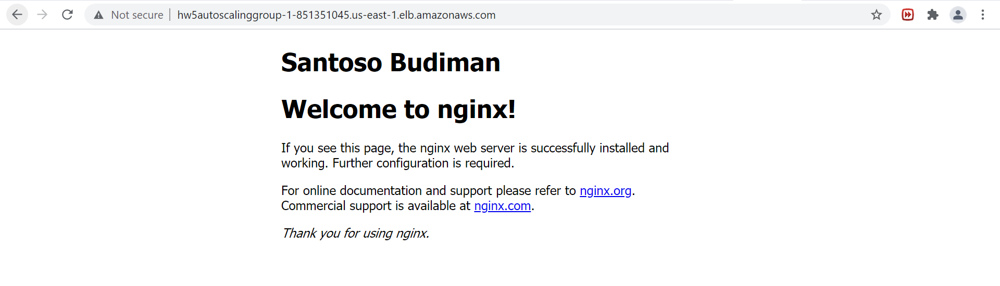 Not secure | hw5autoscalinggroup-1-851351045.us-east-1.elb.amazonaws.com
Santoso Budiman
Welcome to nginx!
If you see this page, the nginx web server is successfully installed and
working. Further configuration is required.
For online documentation and support please refer to nginx.org.
Commercial support is available at nginx.com.
Thank you for using nginx.